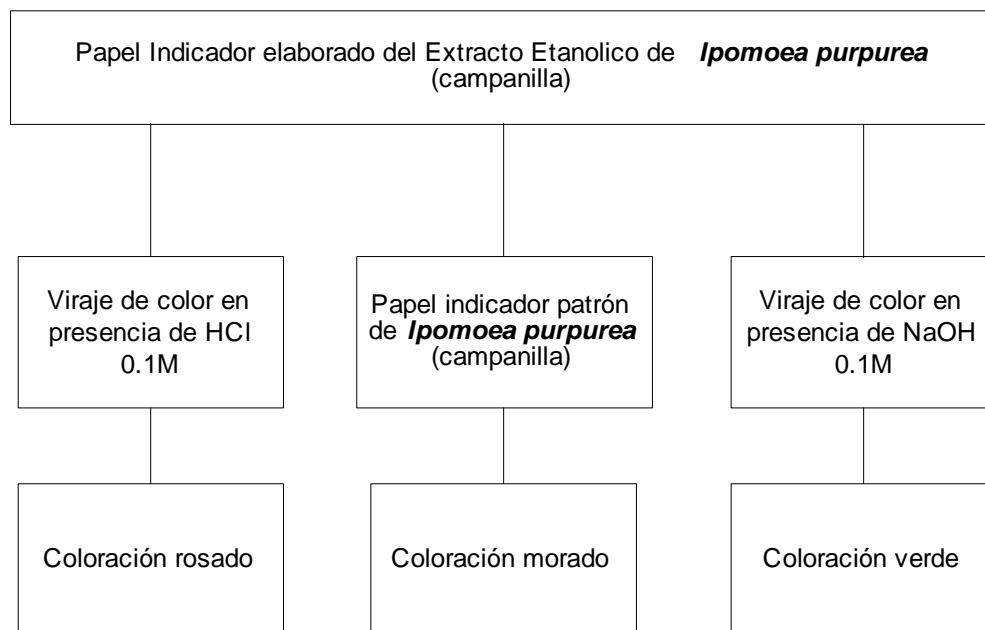 Papel Indicador elaborado del Extracto Etanolico de Ipomoea purpurea
(campanilla)
Viraje de color en
presencia de HCl
0.1M
Papel indicador patrón
de Ipomoea purpurea
(campanilla)
Viraje de color en
presencia de NaOH
0.1M
Coloración rosado
Coloración morado
Coloración verde